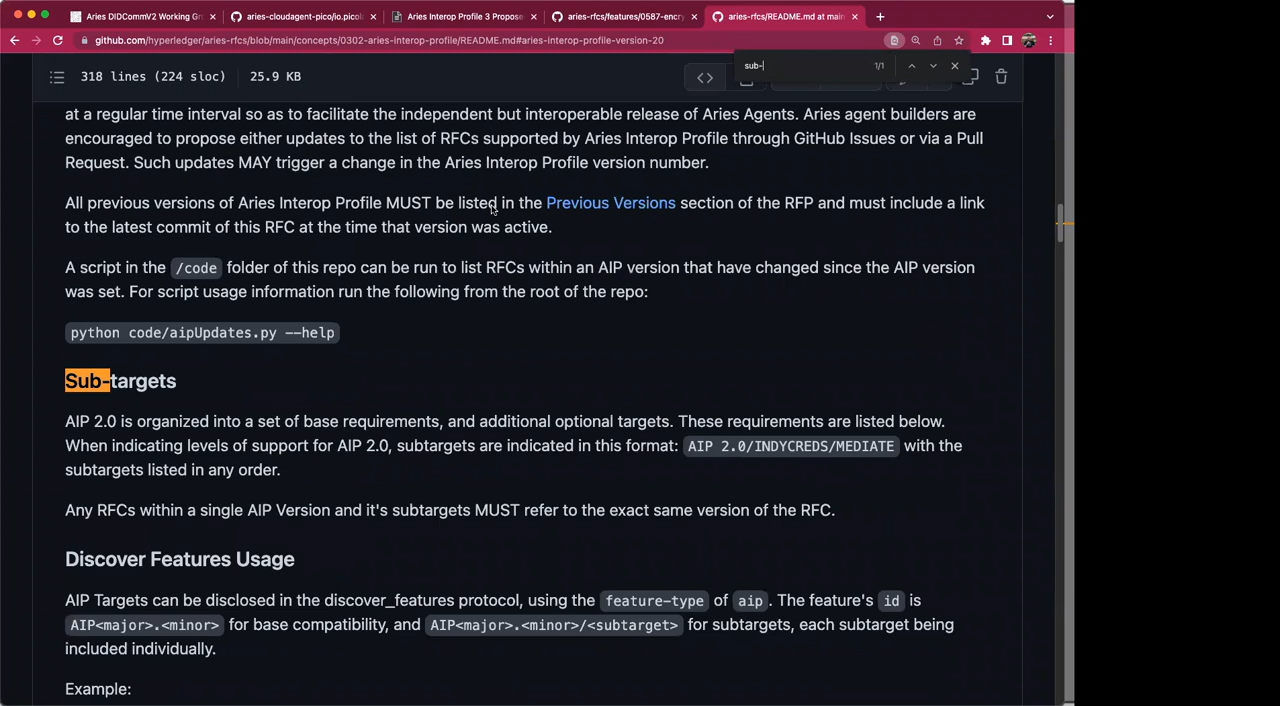 Aries DIDCommV2 Working Gr
aries-cloudagent-pico/io.picol
Aries Interop Profile 3 Propose
aries-rfcs/features/0587-encry
aries-rfcs/README.md at main
github.com/hyperledger/aries-rfcs/blob/main/concepts/0302-aries-interop-profile/README.md#aries-interop-profile-version-20
sub-
1/1
318 lines (224 sloc)
25.9 KB
at a regular time interval so as to facilitate the independent but interoperable release of Aries Agents. Aries agent builders are
encouraged to propose either updates to the list of RFCs supported by Aries Interop Profile through GitHub Issues or via a Pull
Request. Such updates MAY trigger a change in the Aries Interop Profile version number.
All previous versions of Aries Interop Profile MUST be listed in the Previous Versions section of the RFP and must include a link
to the latest commit of this RFC at the time that version was active.
A script in the /code folder of this repo can be run to list RFCs within an AIP version that have changed since the AIP version
was set. For script usage information run the following from the root of the repo:
python code/aipUpdates.py --help
Sub-targets
AIP 2.0 is organized into a set of base requirements, and additional optional targets. These requirements are listed below.
When indicating levels of support for AIP 2.0, subtargets are indicated in this format: AIP 2.0/INDYCREDS/MEDIATE with the
subtargets listed in any order.
Any RFCs within a single AIP Version and it's subtargets MUST refer to the exact same version of the RFC.
Discover Features Usage
AIP Targets can be disclosed in the discover_features protocol, using the feature-type of aip. The feature's id is
AIP<major>.<minor> for base compatibility, and AIP<major>.<minor>/<subtarget> for subtargets, each subtarget being
included individually.
Example: